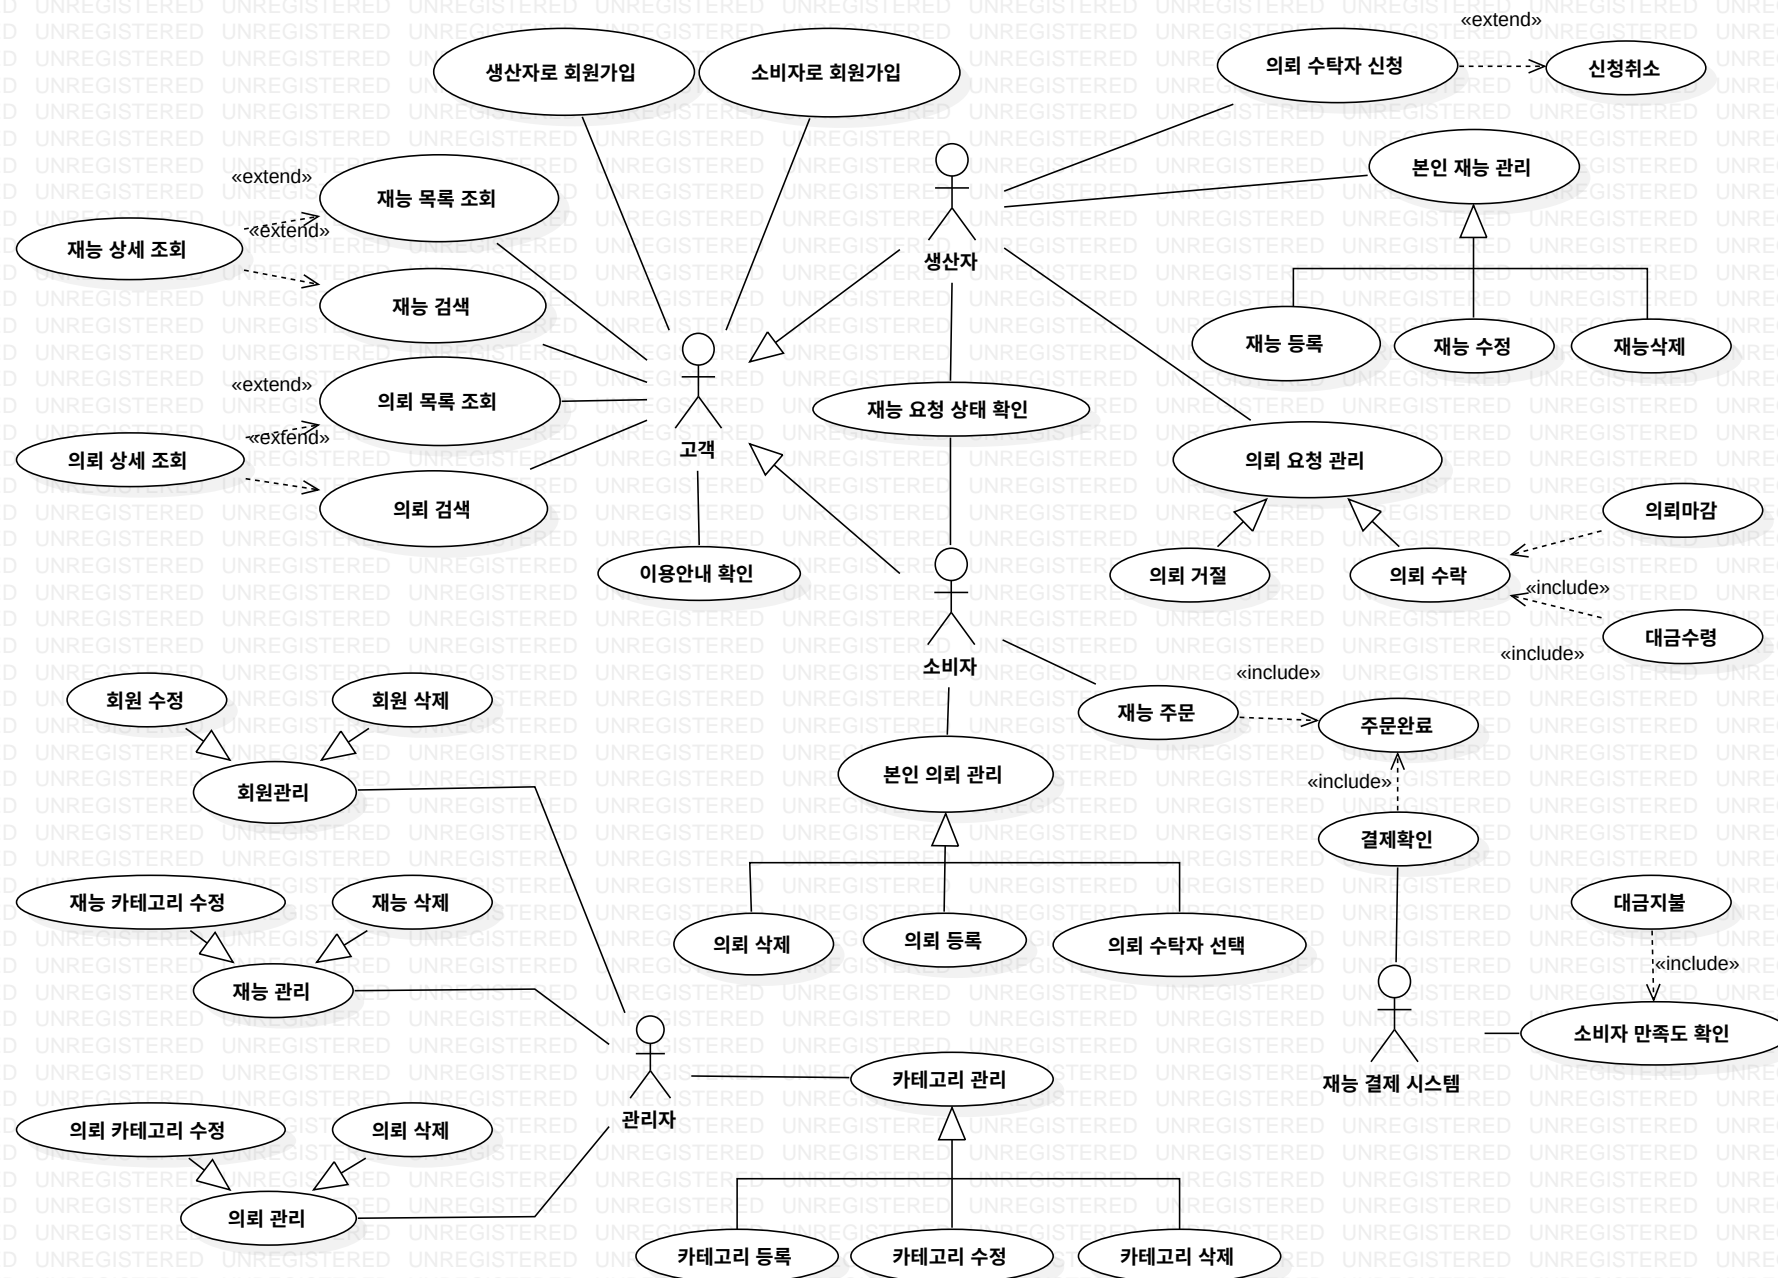 «extend»
생산자로 회원가입
소비자로 회원가입
의뢰 수탁자 신청
신청취소
«extend»
재능 목록 조회
본인 재능 관리
«extend»
재능 상세 조회
생산자
재능 검색
재능 등록
재능 수정
재능삭제
«extend»
의뢰 목록 조회
재능 요청 상태 확인
«extend»
고객
의뢰 상세 조회
의뢰 요청 관리
의뢰 검색
의뢰마감
이용안내 확인
의뢰 거절
의뢰 수락
«include»
대금수령
«include»
소비자
«include»
회원 수정
회원 삭제
재능 주문
주문완료
회원관리
본인 의뢰 관리
«include»
결제확인
재능 카테고리 수정
재능 삭제
대금지불
의뢰 삭제
의뢰 등록
의뢰 수탁자 선택
«include»
재능 관리
소비자 만족도 확인
카테고리 관리
재능 결제 시스템
관리자
의뢰 카테고리 수정
의뢰 삭제
의뢰 관리
카테고리 등록
카테고리 수정
카테고리 삭제
UNREGISTERED